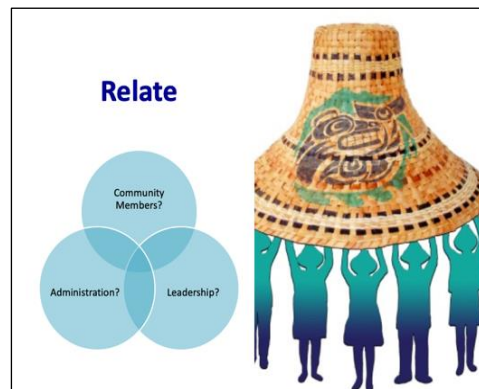 Relate
Community
Members?
Administration?
Leadership?